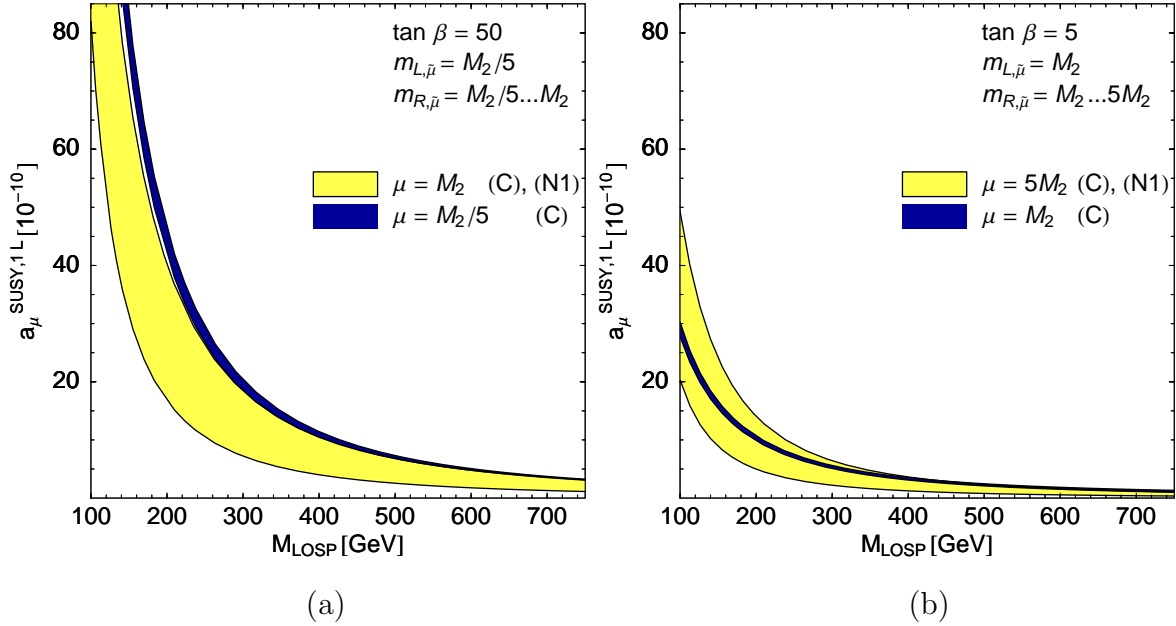 80
60
40
20
a_μ^SUSY,1 L [10^-10]
tan β = 50
m_L,μ̃ = M_2/5
m_R,μ̃ = M_2/5...M_2
μ = M_2 (C), (N1)
μ = M_2/5 (C)
100 200 300 400 500 600 700
M_LOSP [GeV]
(a)
80
60
40
20
a_μ^SUSY,1 L [10^-10]
tan β = 5
m_L,μ̃ = M_2
m_R,μ̃ = M_2...5M_2
μ = 5M_2 (C), (N1)
μ = M_2 (C)
100 200 300 400 500 600 700
M_LOSP [GeV]
(b)